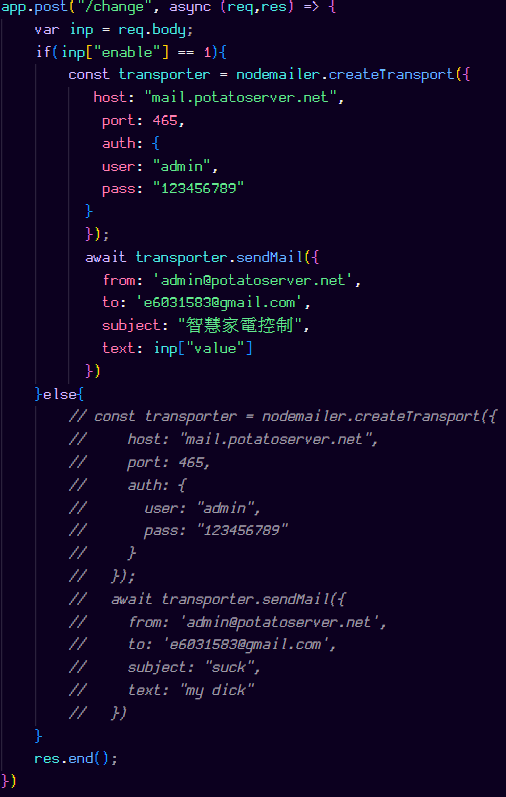 app.post("/change", async (req,res) => {
    var inp = req.body;
    if(inp["enable"] == 1){
        const transporter = nodemailer.createTransport({
           host: "mail.potatoserver.net",
            port: 465,
            auth: {
            user: "admin",
            pass: "123456789"
          }
          });
          await transporter.sendMail({
            from: 'admin@potatoserver.net',
            to: 'e6031583@gmail.com',
            subject: "智慧家電控制",
            text: inp["value"]
          })
    }else{
        // const transporter = nodemailer.createTransport({
        //     host: "mail.potatoserver.net",
        //     port: 465,
        //     auth: {
        //       user: "admin",
        //       pass: "123456789"
        //     }
        //   });
        //   await transporter.sendMail({
        //     from: 'admin@potatoserver.net',
        //     to: 'e6031583@gmail.com',
        //     subject: "suck",
        //     text: "my dick"
        //   })
    }
    res.end();
})